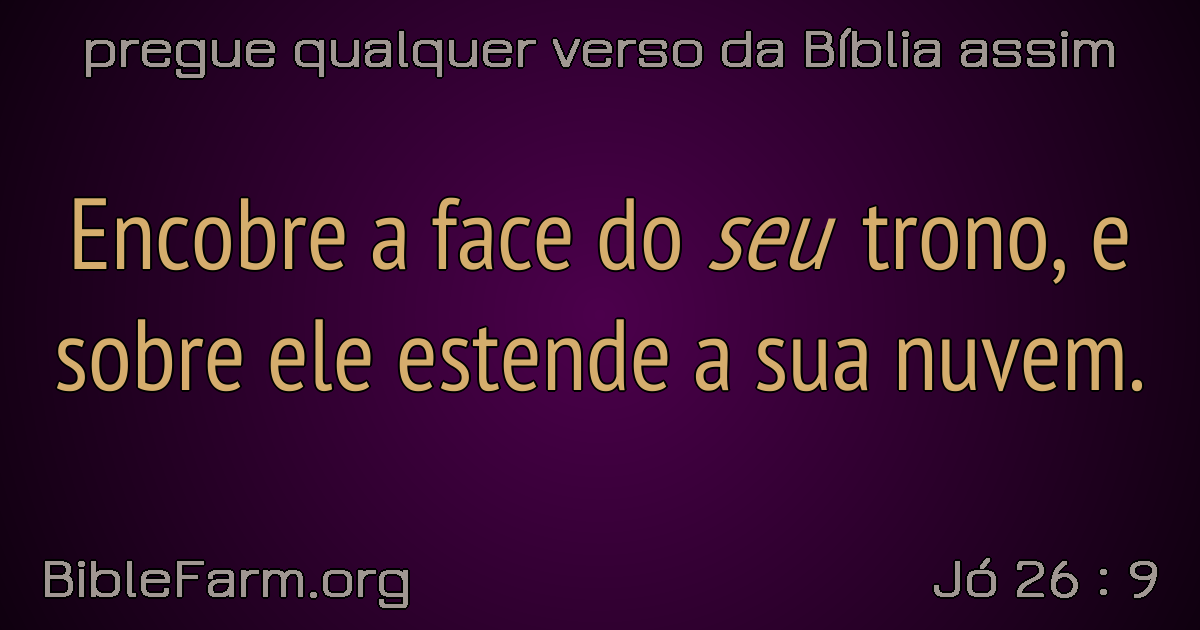 pregue qualquer verso da Bíblia assim
Encobre a face do seu trono, e
sobre ele estende a sua nuvem.
BibleFarm.org
Jó 26 : 9